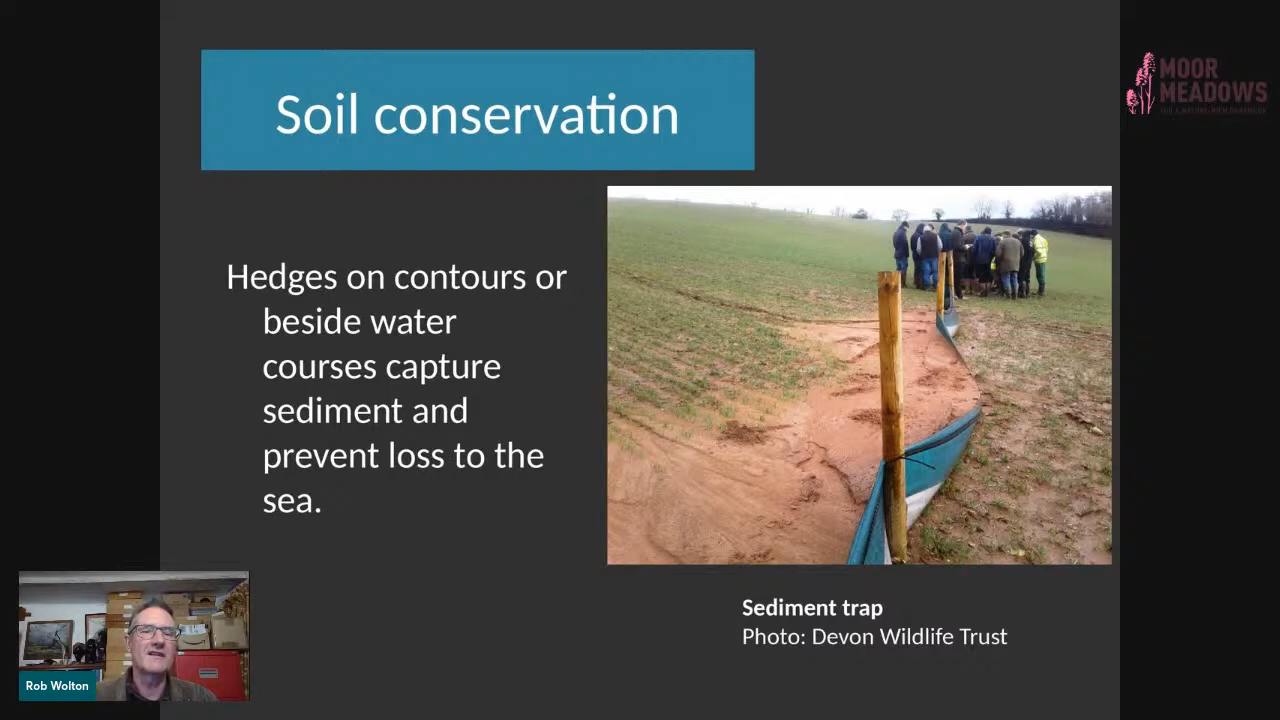 Soil conservation
MOOR
MEADOWS
Hedges on contours or
beside water
courses capture
sediment and
prevent loss to the
sea.
Sediment trap
Photo: Devon Wildlife Trust
Rob Wolton